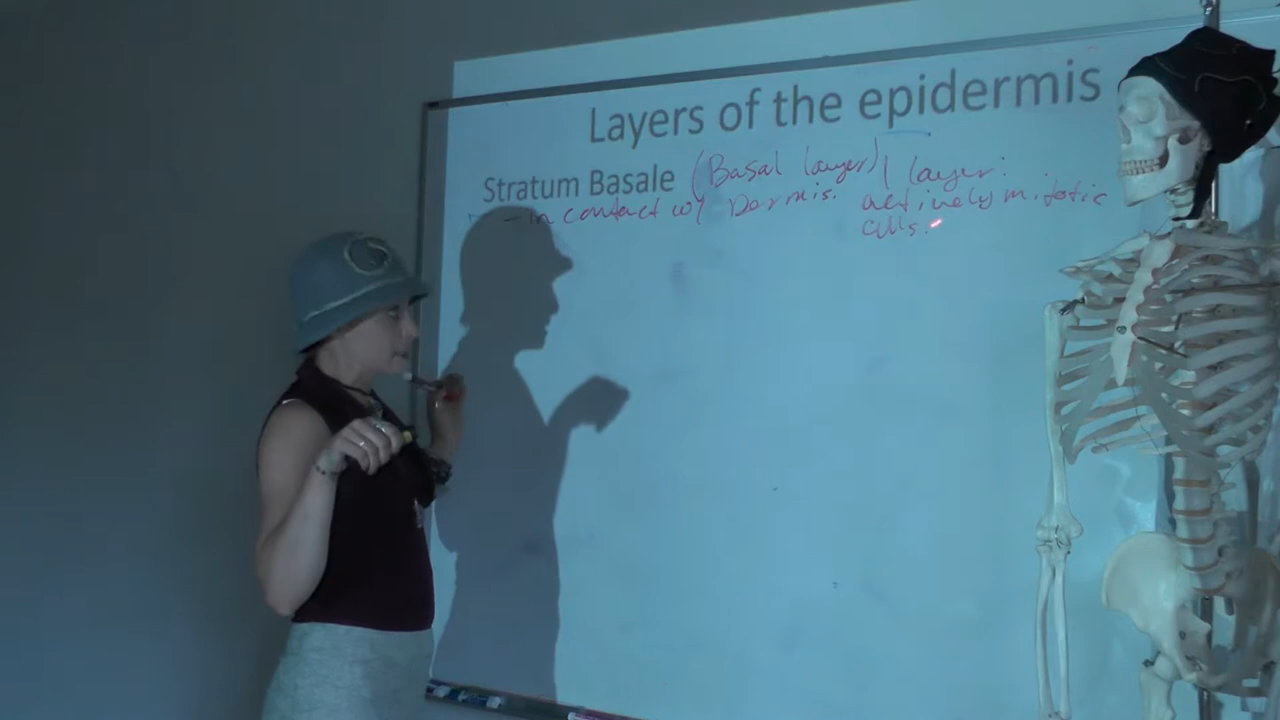 Layers of the epidermis
Stratum Basale (Basal layer) 1 layer.
- in contact w/ Dermis. actively mitotic
cells.